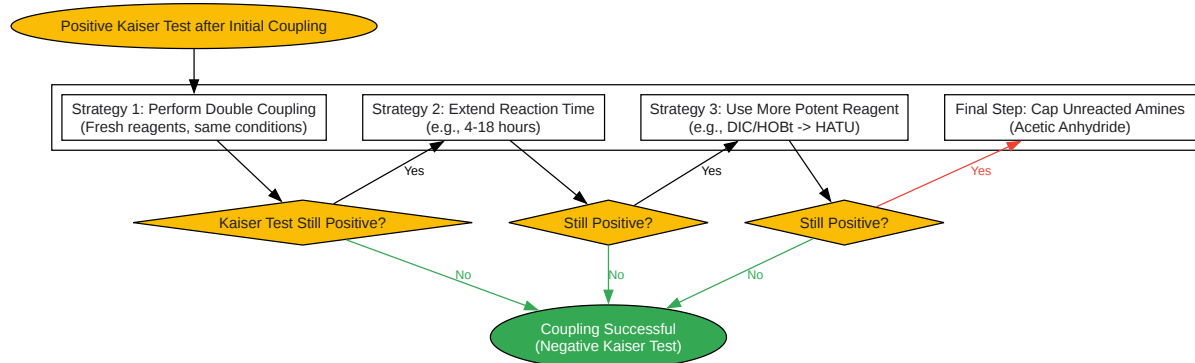 Positive Kaiser Test after Initial Coupling
Strategy 1: Perform Double Coupling
(Fresh reagents, same conditions)
Strategy 2: Extend Reaction Time
(e.g., 4-18 hours)
Strategy 3: Use More Potent Reagent
(e.g., DIC/HOBt -> HATU)
Final Step: Cap Unreacted Amines
(Acetic Anhydride)
Yes
Yes
Yes
Kaiser Test Still Positive?
Still Positive?
Still Positive?
No
No
No
Coupling Successful
(Negative Kaiser Test)